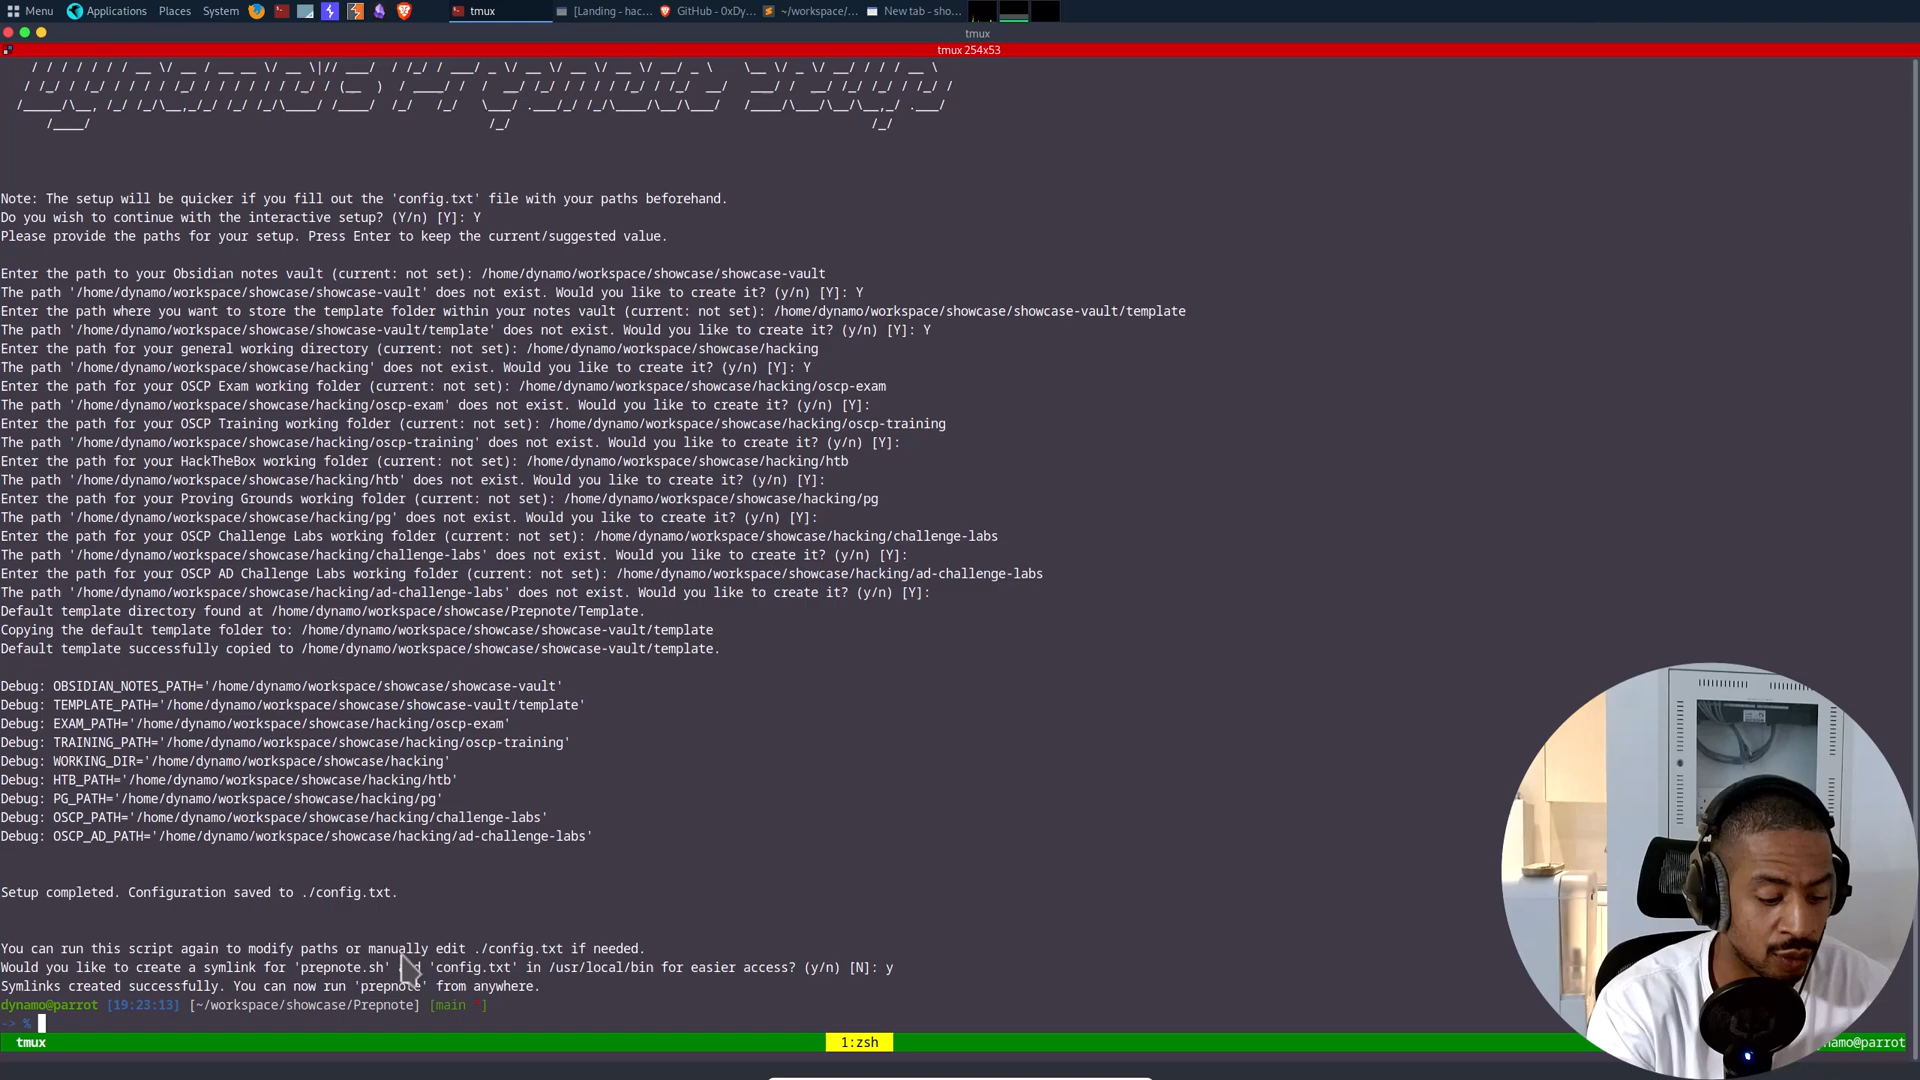 Menu Applications Places System tmux [Landing - hac... GitHub - 0xDy... ~/workspace/... New tab - sho...
tmux
tmux 254x53
Note: The setup will be quicker if you fill out the 'config.txt' file with your paths beforehand.
Do you wish to continue with the interactive setup? (Y/n) [Y]: Y
Please provide the paths for your setup. Press Enter to keep the current/suggested value.
Enter the path to your Obsidian notes vault (current: not set): /home/dynamo/workspace/showcase/showcase-vault
The path '/home/dynamo/workspace/showcase/showcase-vault' does not exist. Would you like to create it? (y/n) [Y]: Y
Enter the path where you want to store the template folder within your notes vault (current: not set): /home/dynamo/workspace/showcase/showcase-vault/template
The path '/home/dynamo/workspace/showcase/showcase-vault/template' does not exist. Would you like to create it? (y/n) [Y]: Y
Enter the path for your general working directory (current: not set): /home/dynamo/workspace/showcase/hacking
The path '/home/dynamo/workspace/showcase/hacking' does not exist. Would you like to create it? (y/n) [Y]: Y
Enter the path for your OSCP Exam working folder (current: not set): /home/dynamo/workspace/showcase/hacking/oscp-exam
The path '/home/dynamo/workspace/showcase/hacking/oscp-exam' does not exist. Would you like to create it? (y/n) [Y]:
Enter the path for your OSCP Training working folder (current: not set): /home/dynamo/workspace/showcase/hacking/oscp-training
The path '/home/dynamo/workspace/showcase/hacking/oscp-training' does not exist. Would you like to create it? (y/n) [Y]:
Enter the path for your HackTheBox working folder (current: not set): /home/dynamo/workspace/showcase/hacking/htb
The path '/home/dynamo/workspace/showcase/hacking/htb' does not exist. Would you like to create it? (y/n) [Y]:
Enter the path for your Proving Grounds working folder (current: not set): /home/dynamo/workspace/showcase/hacking/pg
The path '/home/dynamo/workspace/showcase/hacking/pg' does not exist. Would you like to create it? (y/n) [Y]:
Enter the path for your OSCP Challenge Labs working folder (current: not set): /home/dynamo/workspace/showcase/hacking/challenge-labs
The path '/home/dynamo/workspace/showcase/hacking/challenge-labs' does not exist. Would you like to create it? (y/n) [Y]:
Enter the path for your OSCP AD Challenge Labs working folder (current: not set): /home/dynamo/workspace/showcase/hacking/ad-challenge-labs
The path '/home/dynamo/workspace/showcase/hacking/ad-challenge-labs' does not exist. Would you like to create it? (y/n) [Y]:
Default template directory found at /home/dynamo/workspace/showcase/Prepnote/Template.
Copying the default template folder to: /home/dynamo/workspace/showcase/showcase-vault/template
Default template successfully copied to /home/dynamo/workspace/showcase/showcase-vault/template.
Debug: OBSIDIAN_NOTES_PATH='/home/dynamo/workspace/showcase/showcase-vault'
Debug: TEMPLATE_PATH='/home/dynamo/workspace/showcase/showcase-vault/template'
Debug: EXAM_PATH='/home/dynamo/workspace/showcase/hacking/oscp-exam'
Debug: TRAINING_PATH='/home/dynamo/workspace/showcase/hacking/oscp-training'
Debug: WORKING_DIR='/home/dynamo/workspace/showcase/hacking'
Debug: HTB_PATH='/home/dynamo/workspace/showcase/hacking/htb'
Debug: PG_PATH='/home/dynamo/workspace/showcase/hacking/pg'
Debug: OSCP_PATH='/home/dynamo/workspace/showcase/hacking/challenge-labs'
Debug: OSCP_AD_PATH='/home/dynamo/workspace/showcase/hacking/ad-challenge-labs'
Setup completed. Configuration saved to ./config.txt.
You can run this script again to modify paths or manually edit ./config.txt if needed.
Would you like to create a symlink for 'prepnote.sh' 'config.txt' in /usr/local/bin for easier access? (y/n) [N]: y
Symlinks created successfully. You can now run 'prepnote' from anywhere.
dynamo@parrot [19:23:13] [~/workspace/showcase/Prepnote] [main *]
-> %
tmux 1:zsh namo@parrot